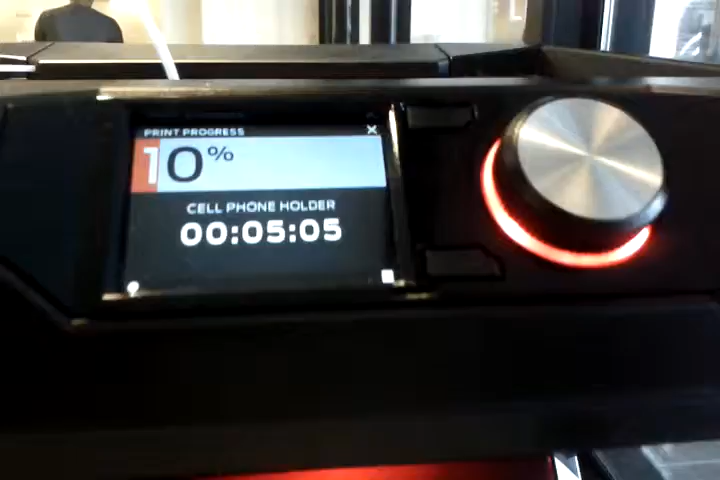 PRINT PROGRESS
10%
CELL PHONE HOLDER
00:05:05